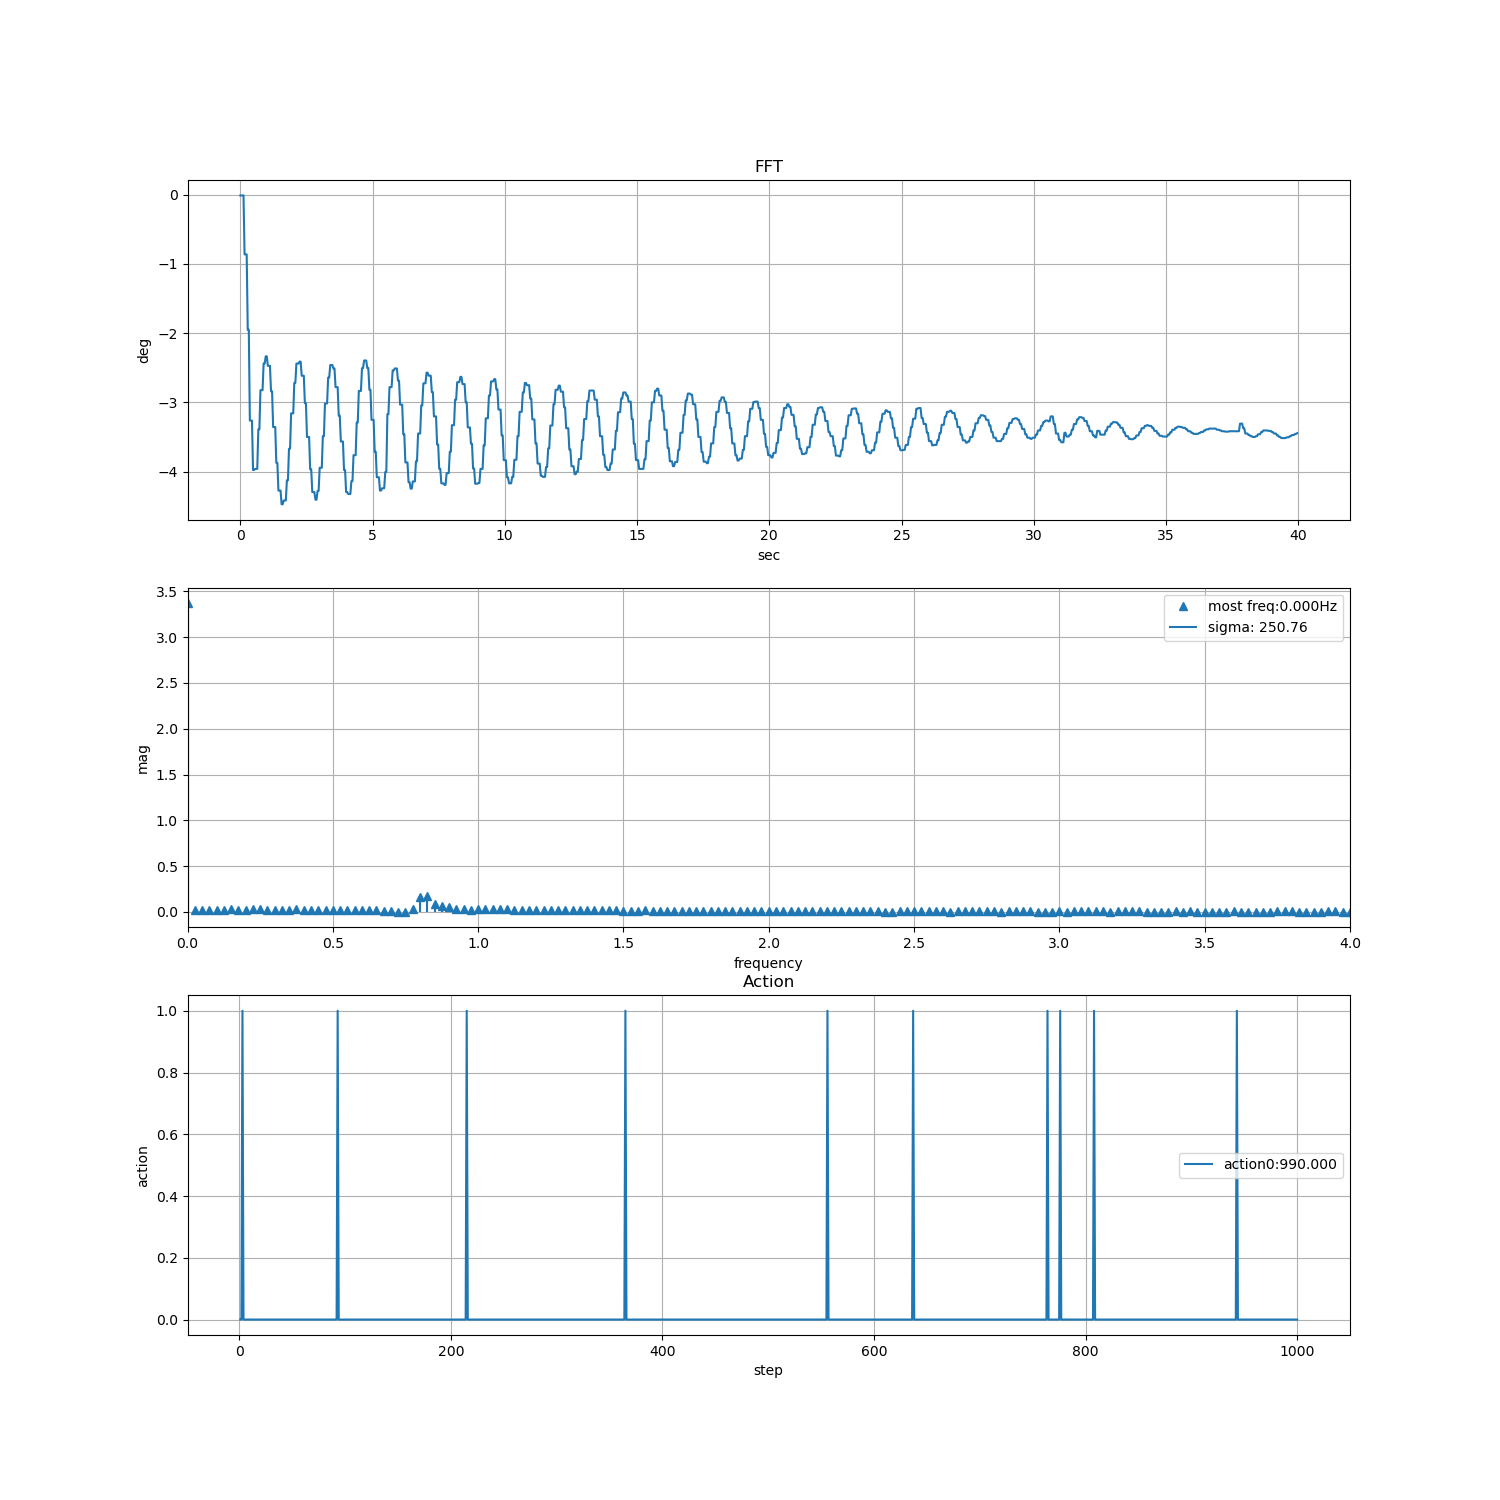 FFT
0
−1
−2
−3
−4
deg
0 5 10 15 20 25 30 35 40
sec
3.5
3.0
2.5
2.0
1.5
1.0
0.5
0.0
mag
most freq:0.000Hz
sigma: 250.76
0.0 0.5 1.0 1.5 2.0 2.5 3.0 3.5 4.0
frequency
Action
1.0
0.8
0.6
0.4
0.2
0.0
action
action0:990.000
0 200 400 600 800 1000
step